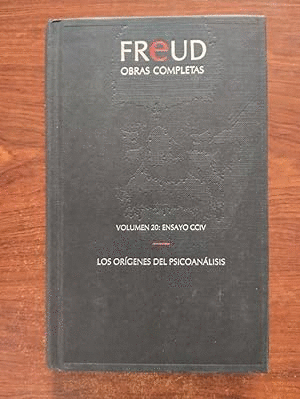 FReUD
OBRAS COMPLETAS
VOLUMEN 20: ENSAYO CCIV
LOS ORÍGENES DEL PSICOANÁLISIS